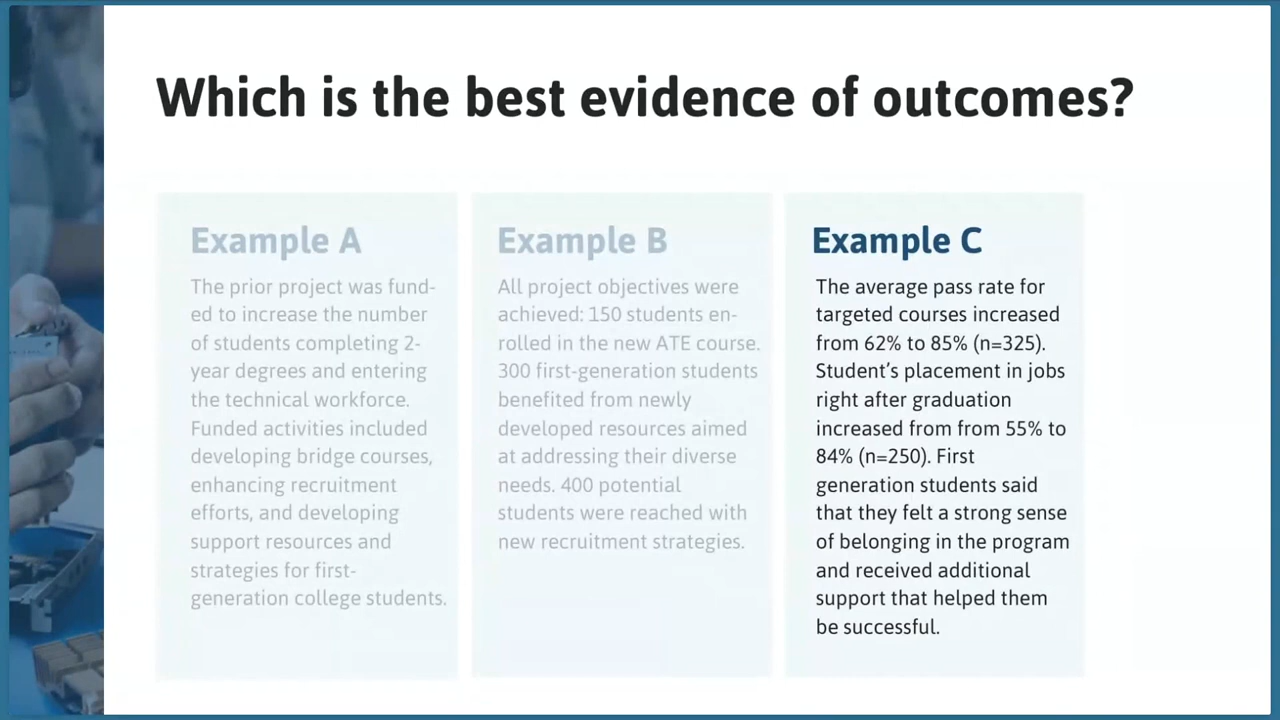 Which is the best evidence of outcomes?
Example A
The prior project was fund-
ed to increase the number
of students completing 2-
year degrees and entering
the technical workforce.
Funded activities included
developing bridge courses,
enhancing recruitment
efforts, and developing
support resources and
strategies for first-
generation college students.
Example B
All project objectives were
achieved: 150 students en-
rolled in the new ATE course.
300 first-generation students
benefited from newly
developed resources aimed
at addressing their diverse
needs. 400 potential
students were reached with
new recruitment strategies.
Example C
The average pass rate for
targeted courses increased
from 62% to 85% (n=325).
Student’s placement in jobs
right after graduation
increased from from 55% to
84% (n=250). First
generation students said
that they felt a strong sense
of belonging in the program
and received additional
support that helped them
be successful.